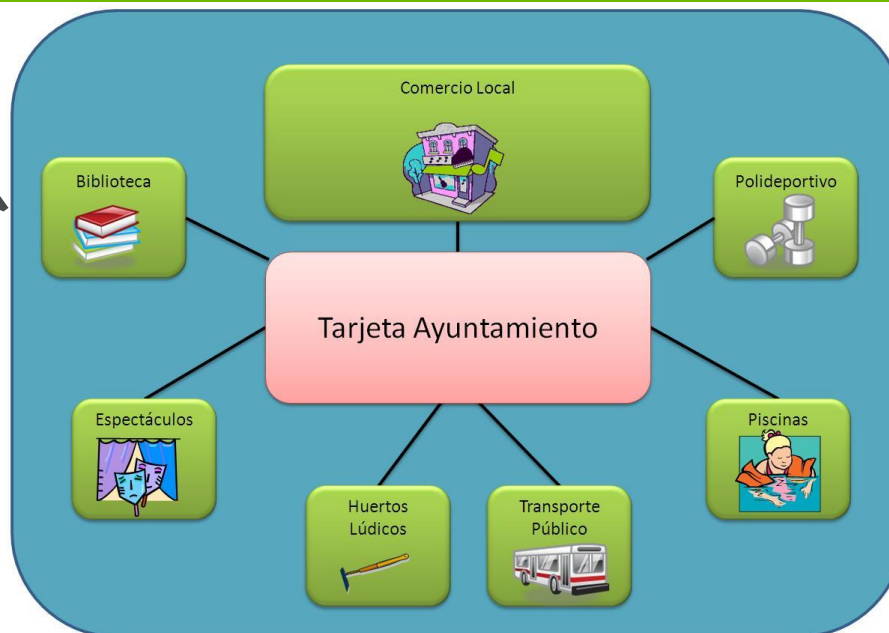 Comercio Local
Biblioteca
Polideportivo
Tarjeta Ayuntamiento
Espectáculos
Piscinas
Huertos
Lúdicos
Transporte
Público